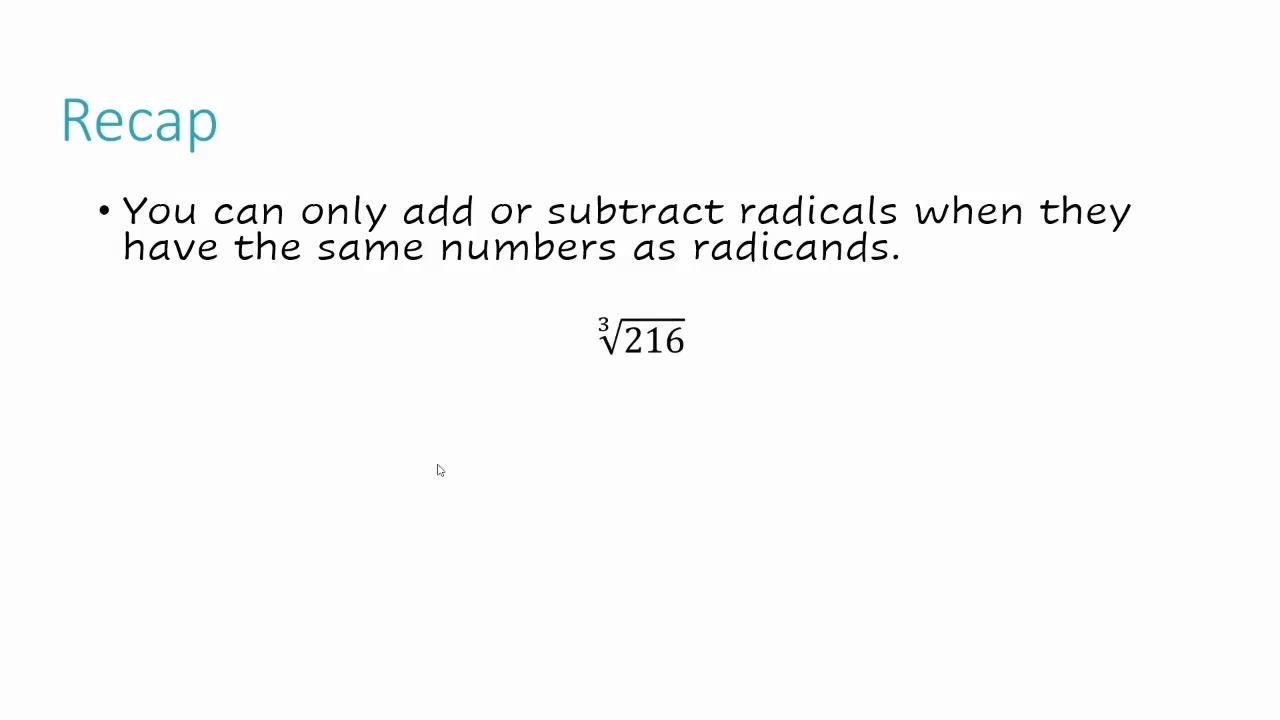 Recap
• You can only add or subtract radicals when they
have the same numbers as radicands.
∛216